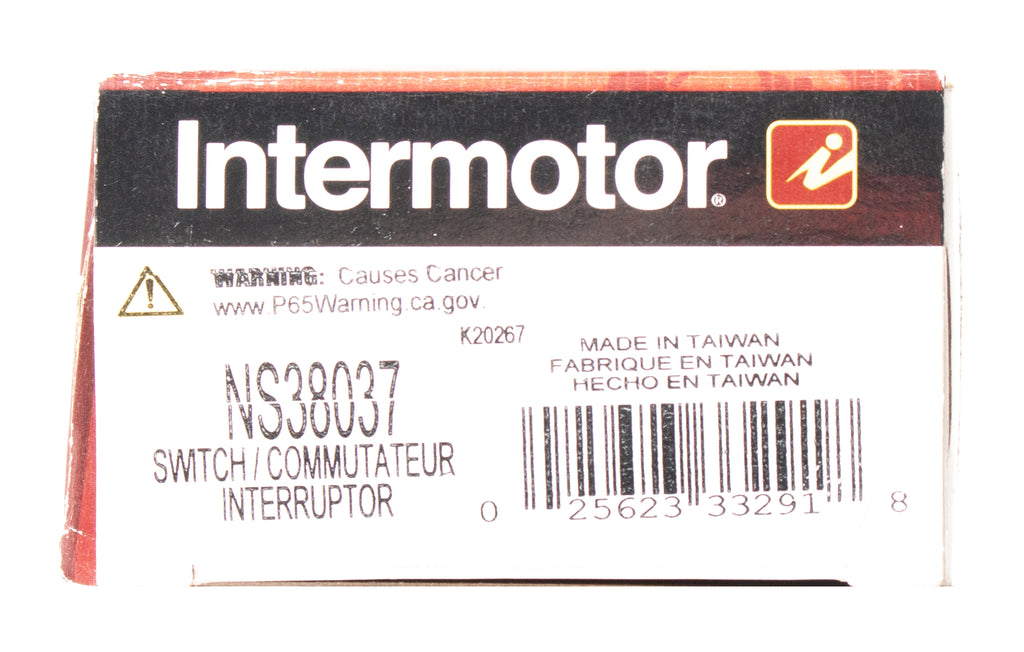 Intermotor®
WARNING: Causes Cancer
www.P65Warning.ca.gov.
K20267
NS38037
SWITCH / COMMUTATEUR
INTERRUPTOR
MADE IN TAIWAN
FABRIQUE EN TAIWAN
HECHO EN TAIWAN
0 25623 33291 8